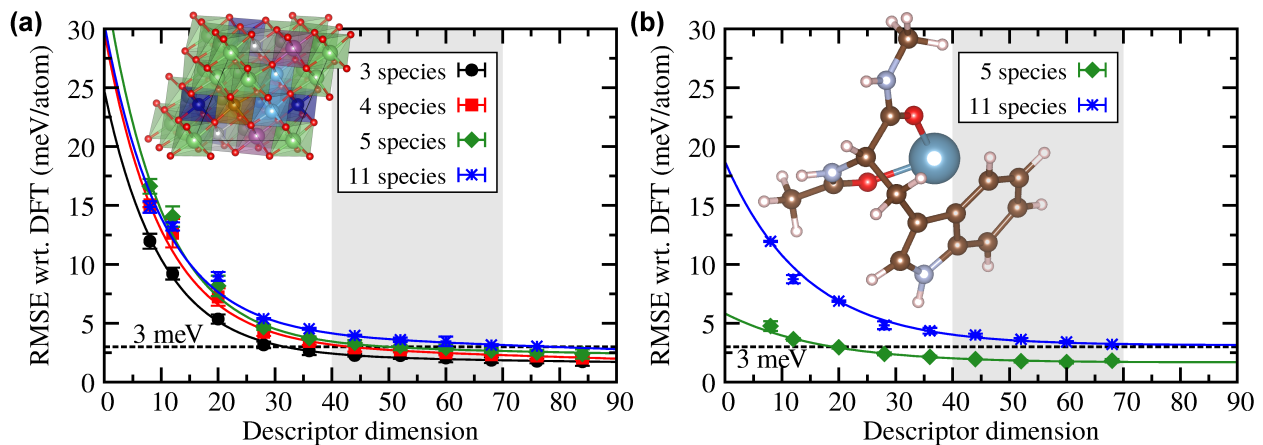 (a)
RMSE wrt. DFT (meV/atom)
30
25
20
15
10
5
0
3 species
4 species
5 species
11 species
3 meV
0 10 20 30 40 50 60 70 80 90
Descriptor dimension
(b)
RMSE wrt. DFT (meV/atom)
30
25
20
15
10
5
0
5 species
11 species
3 meV
0 10 20 30 40 50 60 70 80 90
Descriptor dimension